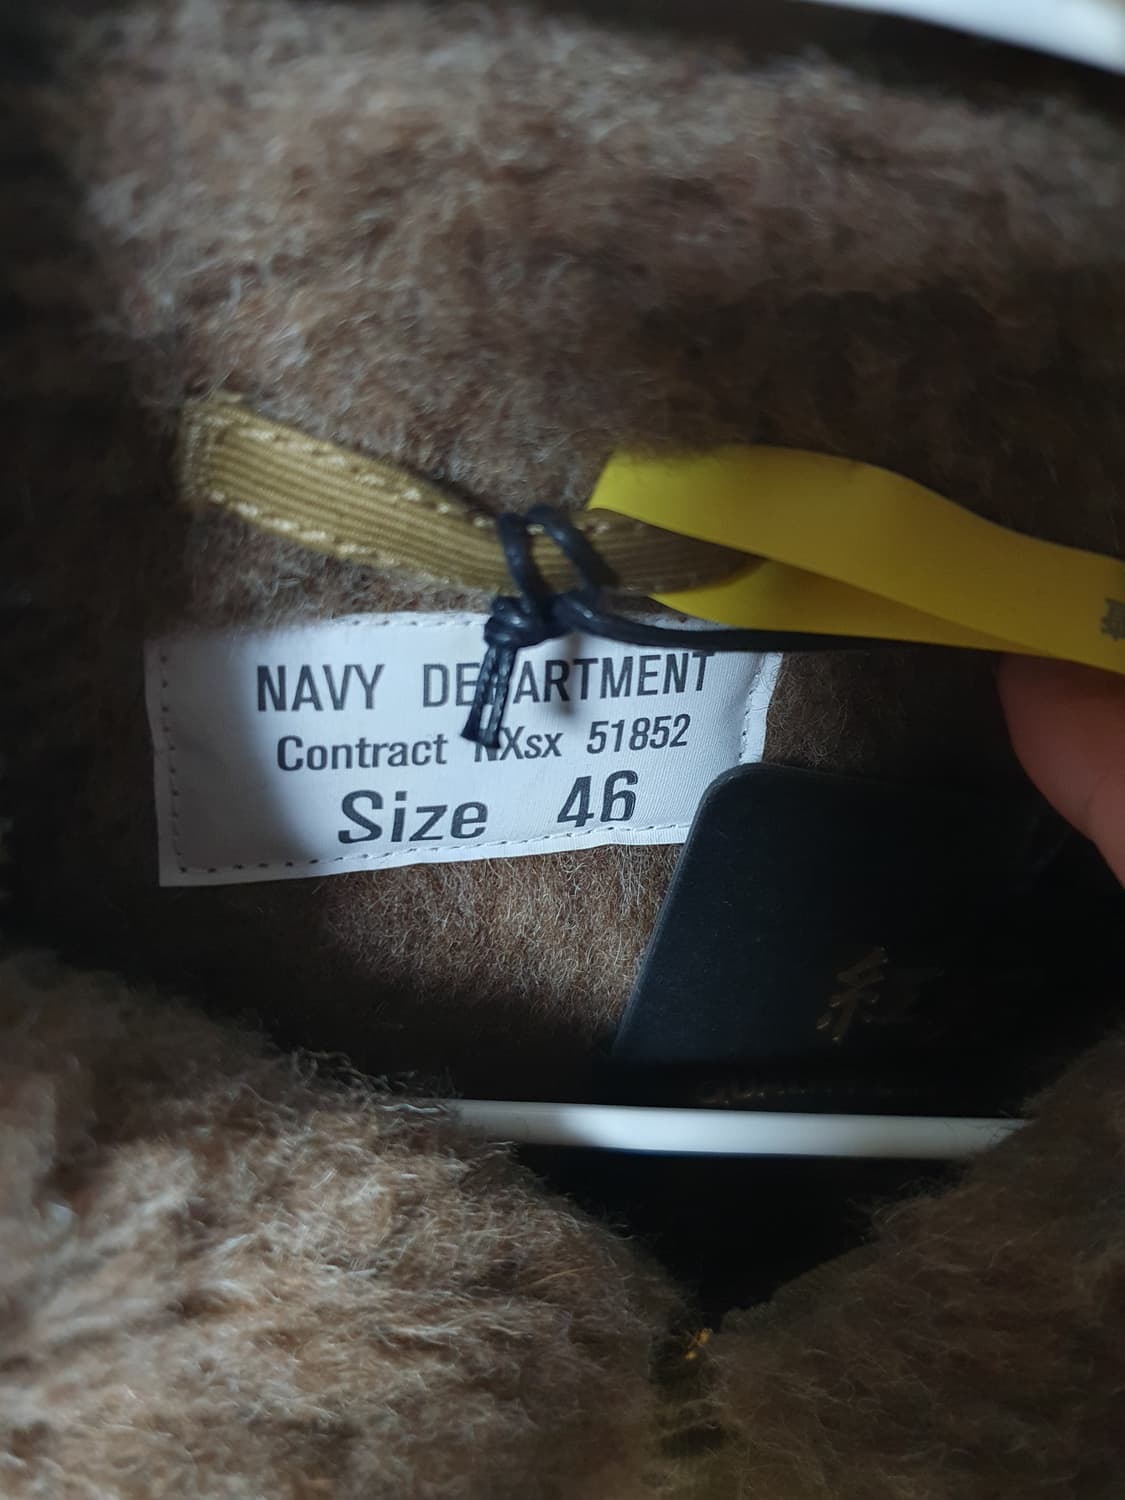 NAVY DEPARTMENT
Contract NXsx 51852
Size 46